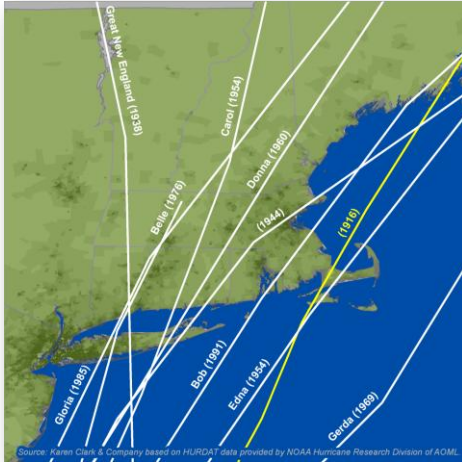 Great New England (1938)
Carol (1954)
Donna (1960)
Belle (1976)
(1944)
(1916)
Gloria (1985)
Bob (1991)
Edna (1954)
Gerda (1969)
Source: Karen Clark & Company based on HURDAT data provided by NOAA Hurricane Research Division of AOML.